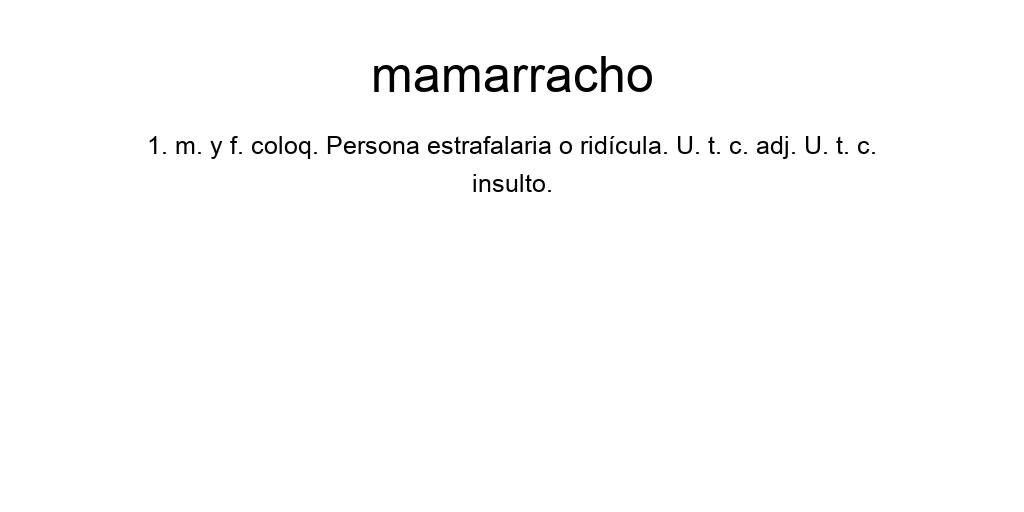 mamarracho
1. m. y f. coloq. Persona estrafalaria o ridícula. U. t. c. adj. U. t. c.
insulto.